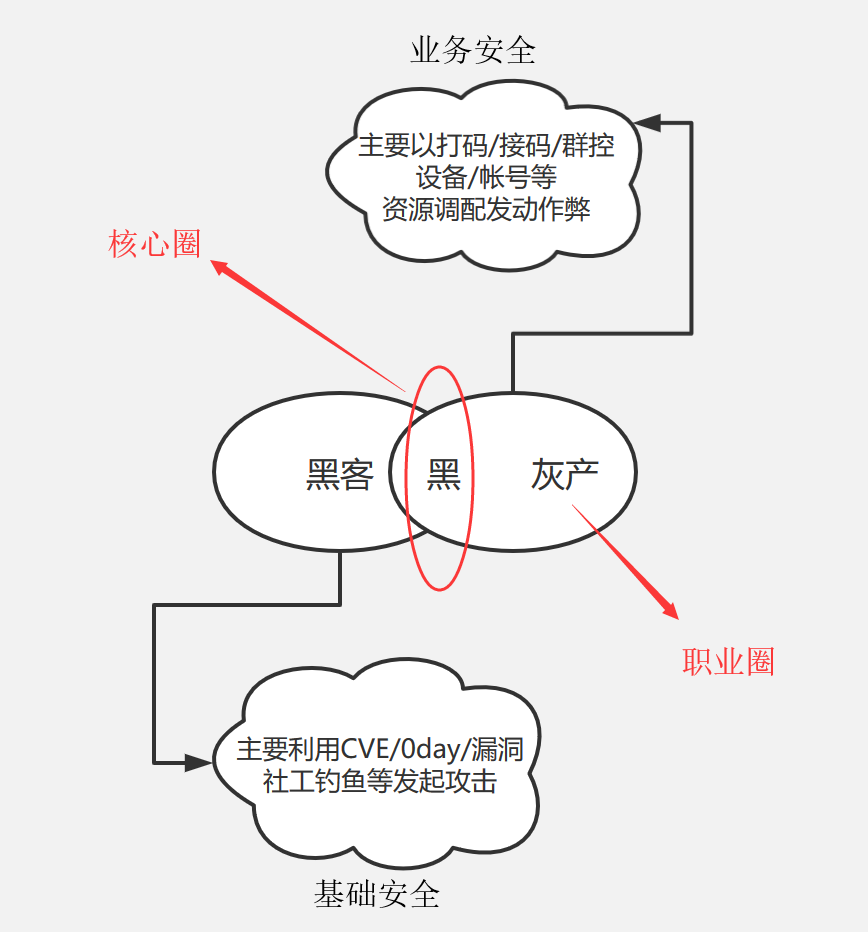 业务安全
主要以打码/接码/群控
设备/帐号等
资源调配发动作弊
核心圈
黑客
黑
灰产
职业圈
主要利用CVE/0day/漏洞
社工钓鱼等发起攻击
基础安全